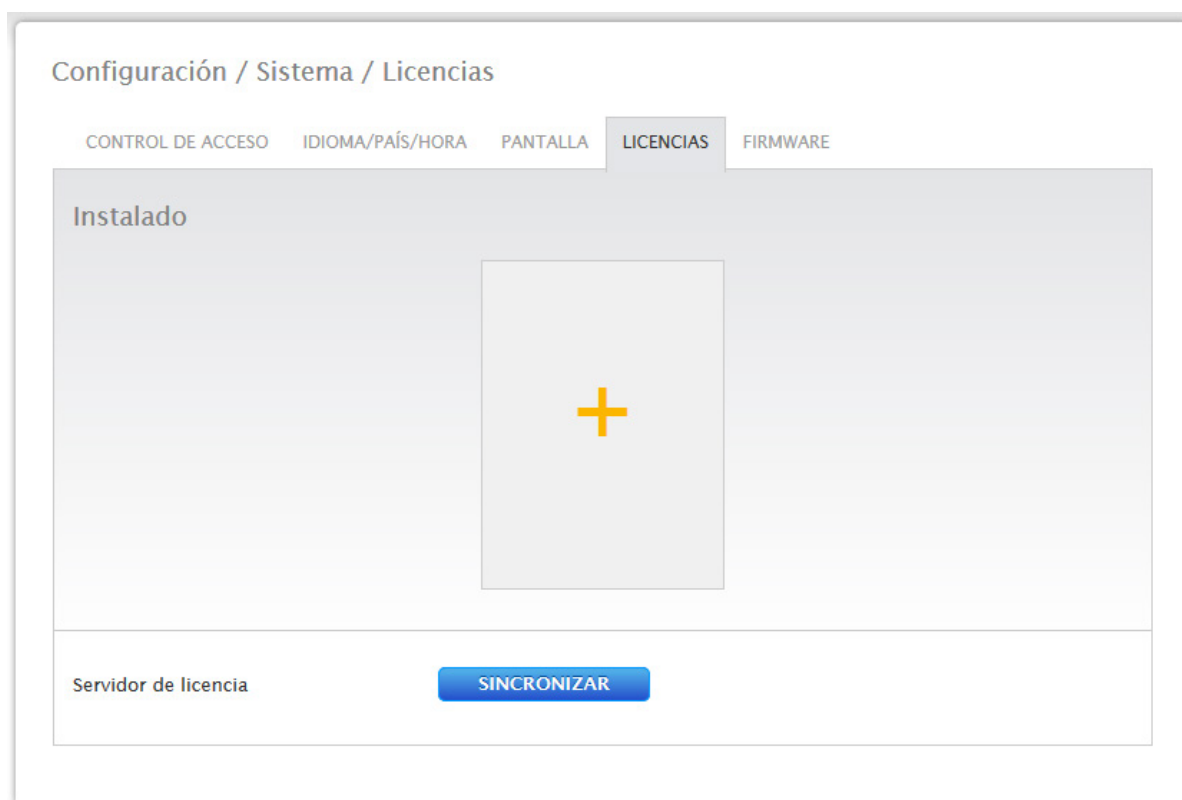 Configuración / Sistema / Licencias
CONTROL DE ACCESO IDIOMA/PAÍS/HORA PANTALLA LICENCIAS FIRMWARE
Instalado
Servidor de licencia SINCRONIZAR